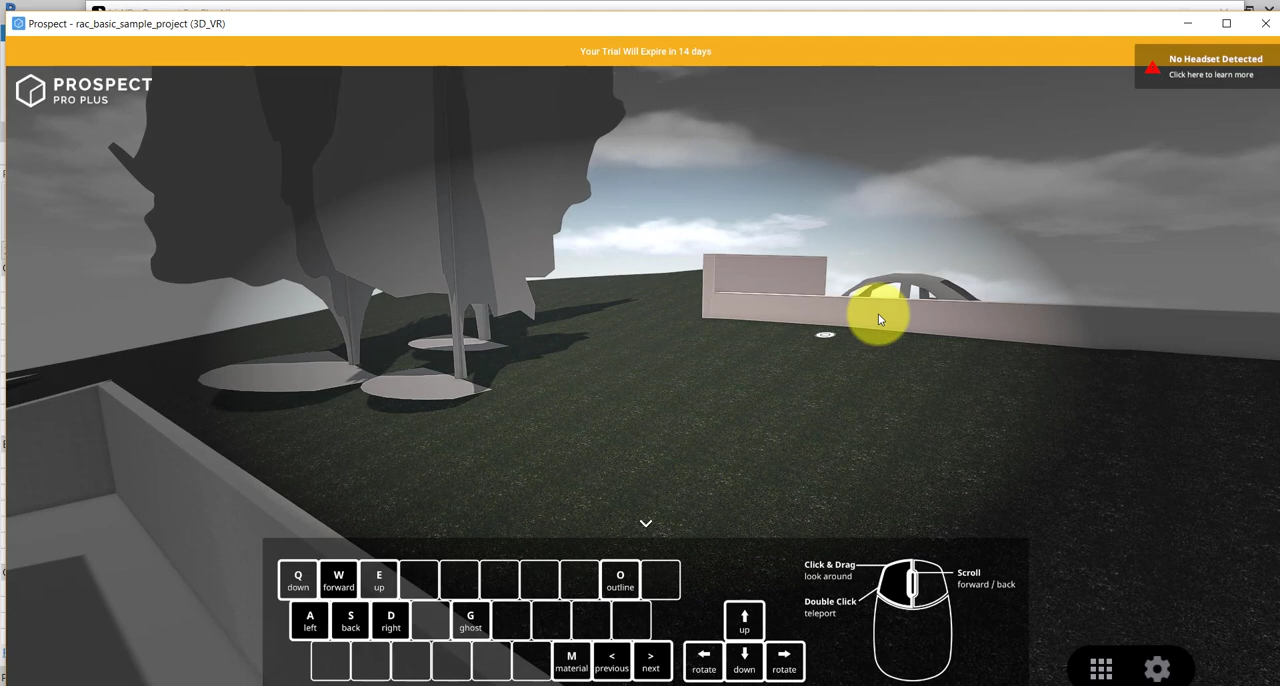 Prospect - rac_basic_sample_project (3D_VR)
Your Trial Will Expire in 14 days
PROSPECT
PRO PLUS
No Headset Detected
Click here to learn more
Q
down
W
forward
E
up
O
outline
A
left
S
back
D
right
G
ghost
M
material
<
previous
>
next
↑
up
←
rotate
↓
down
→
rotate
Click & Drag
look around
Double Click
teleport
Scroll
forward / back